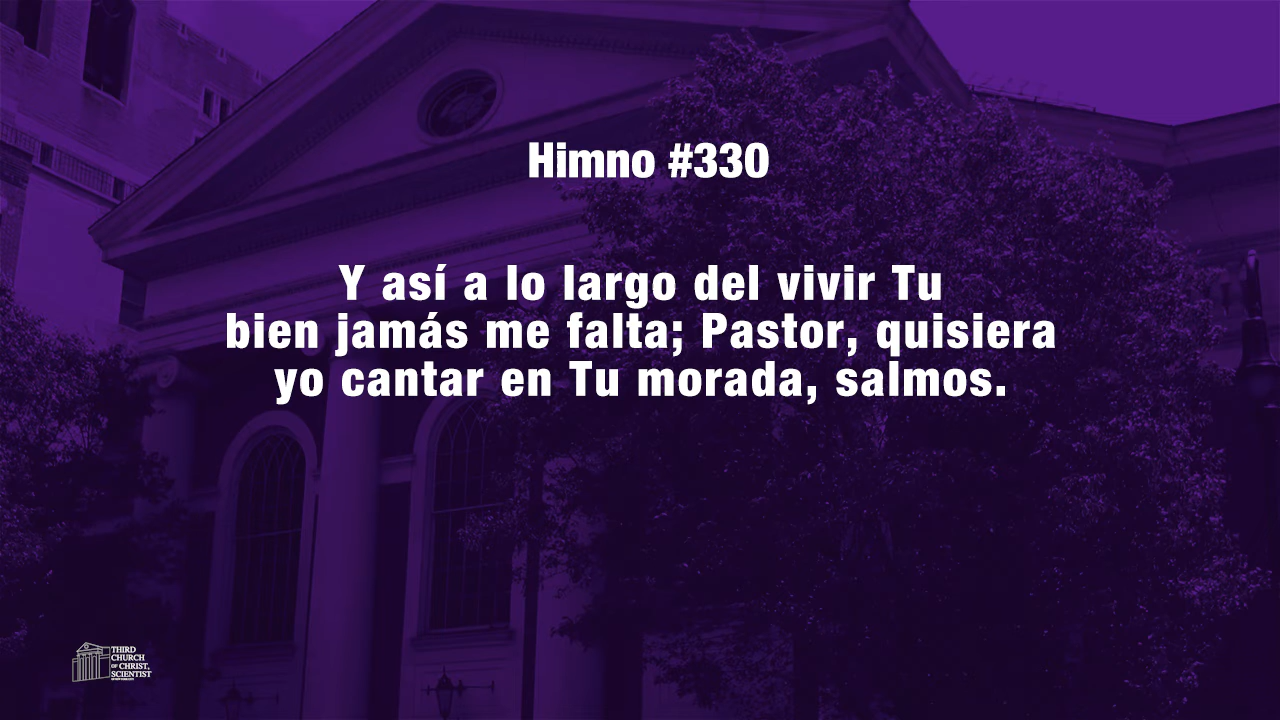 Himno #330
Y así a lo largo del vivir Tu
bien jamás me falta; Pastor, quisiera
yo cantar en Tu morada, salmos.
THIRD
CHURCH
OF CHRIST,
SCIENTIST